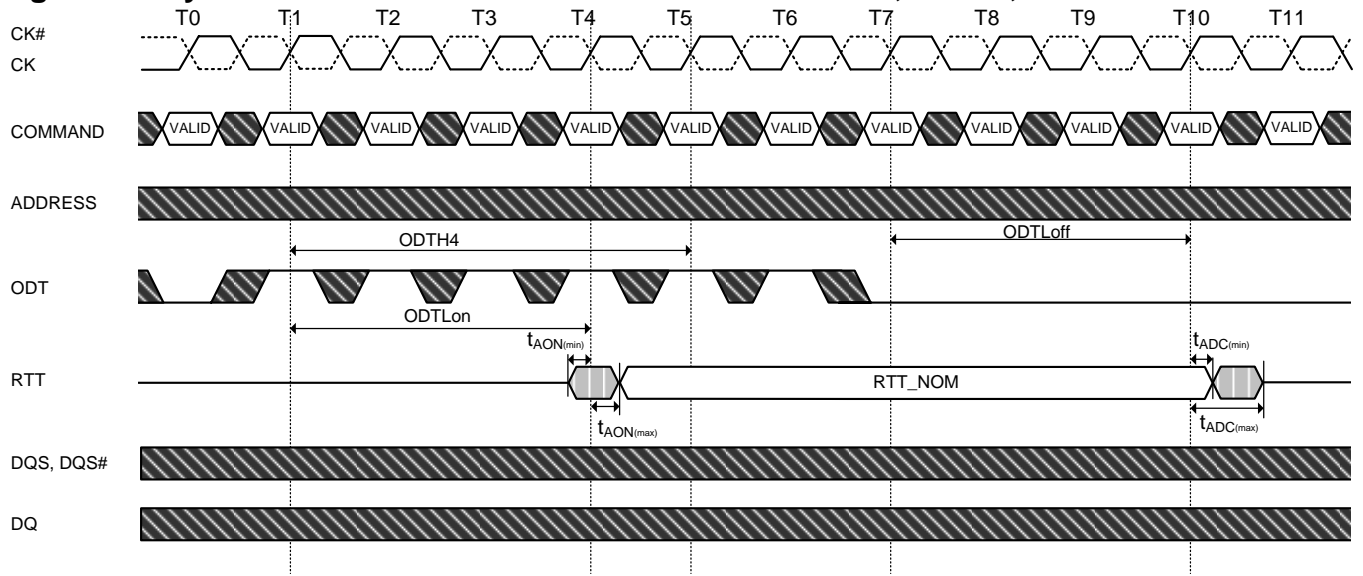 T0 T1 T2 T3 T4 T5 T6 T7 T8 T9 T10 T11
CK#
CK
COMMAND VALID VALID VALID VALID VALID VALID VALID VALID VALID VALID VALID VALID
ADDRESS
ODTH4 ODTLoff
ODT
ODTLon
tAON(min) tADC(min)
RTT RTT_NOM
tAON(max) tADC(max)
DQS, DQS#
DQ